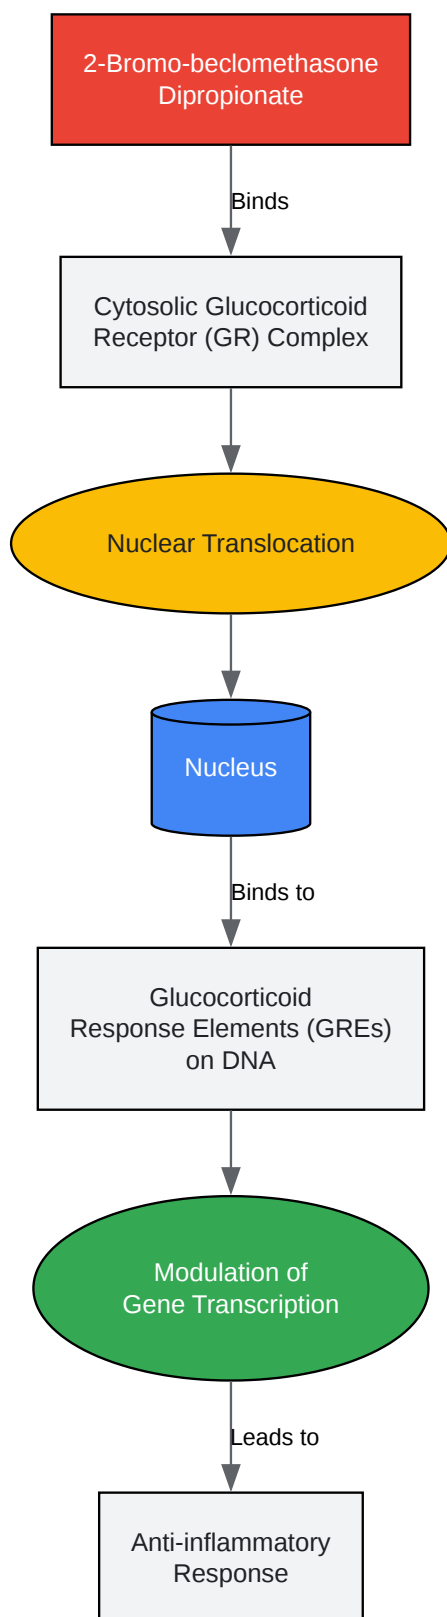 2-Bromo-beclomethasone
Dipropionate
Binds
Cytosolic Glucocorticoid
Receptor (GR) Complex
Nuclear Translocation
Nucleus
Binds to
Glucocorticoid
Response Elements (GREs)
on DNA
Modulation of
Gene Transcription
Leads to
Anti-inflammatory
Response